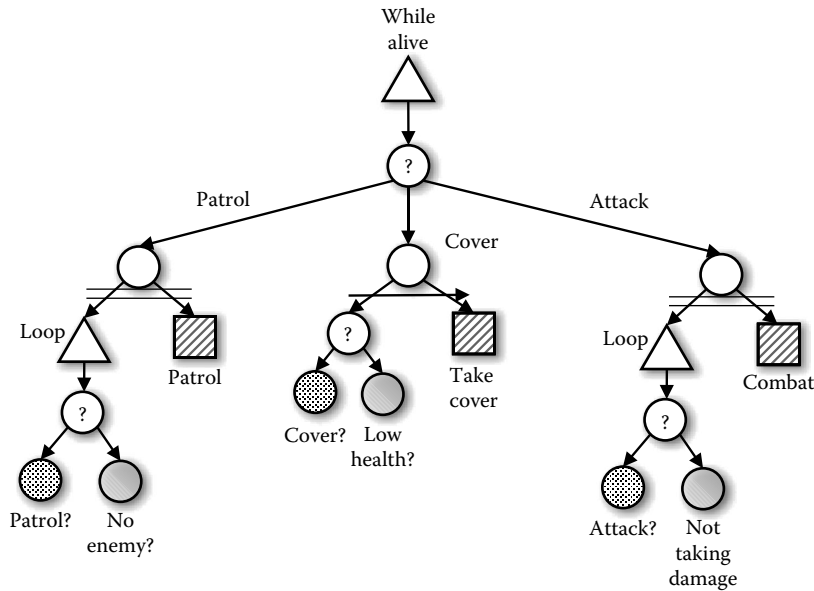 While
alive
?
Patrol
Attack
Cover
Loop
Patrol
?
Take
cover
Loop
Combat
?
Cover?
Low
health?
?
Patrol?
No
enemy?
Attack?
Not
taking
damage